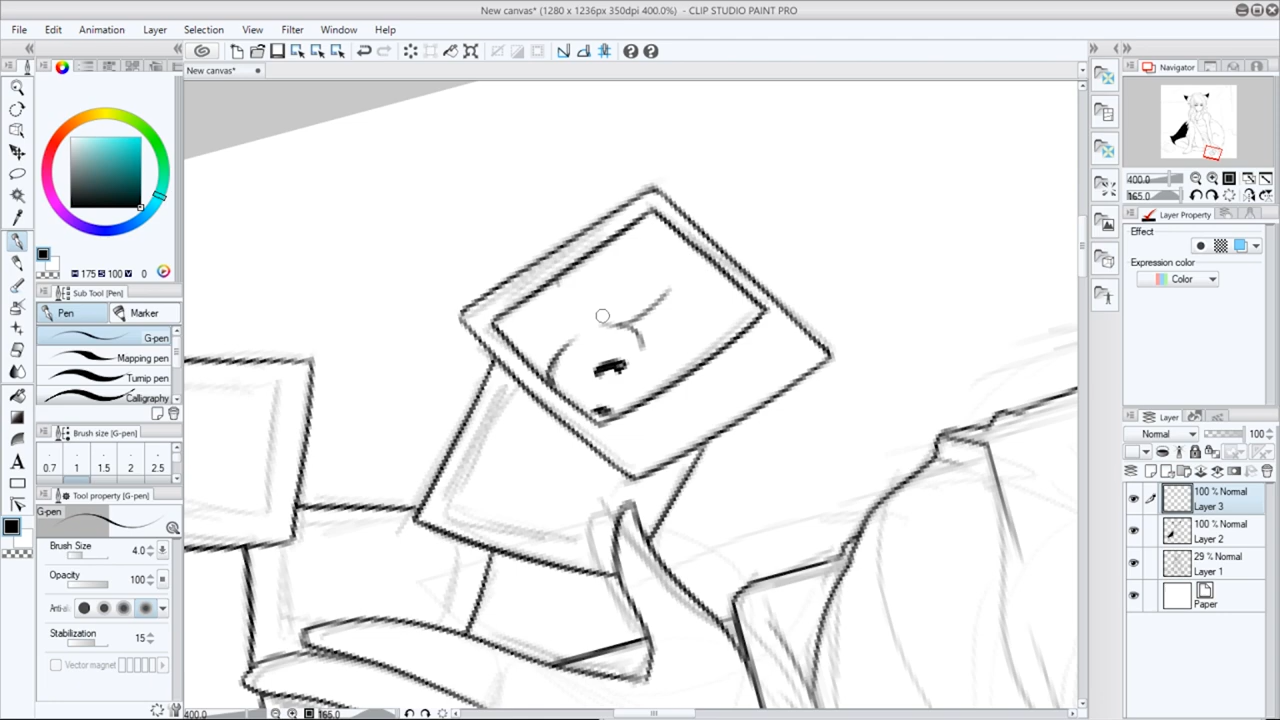 New canvas* (1280 x 1236px 350dpi 400.0%) - CLIP STUDIO PAINT PRO
File Edit Animation Layer Selection View Filter Window Help
New canvas*
Navigator
400.0
165.0
Layer Property
Effect
Expression color
Color
H 175 S 100 V 0
Sub Tool [Pen]
Pen Marker
G-pen
Mapping pen
Turnip pen
Calligraphy
Brush size [G-pen]
0.7 1 1.5 2 2.5
Tool property [G-pen]
G-pen
Brush Size 4.0
Opacity 100
Anti-al
Stabilization 15
Vector magnet
Layer
Normal 100
100 % Normal
Layer 3
100 % Normal
Layer 2
29 % Normal
Layer 1
Paper
400.0 165.0